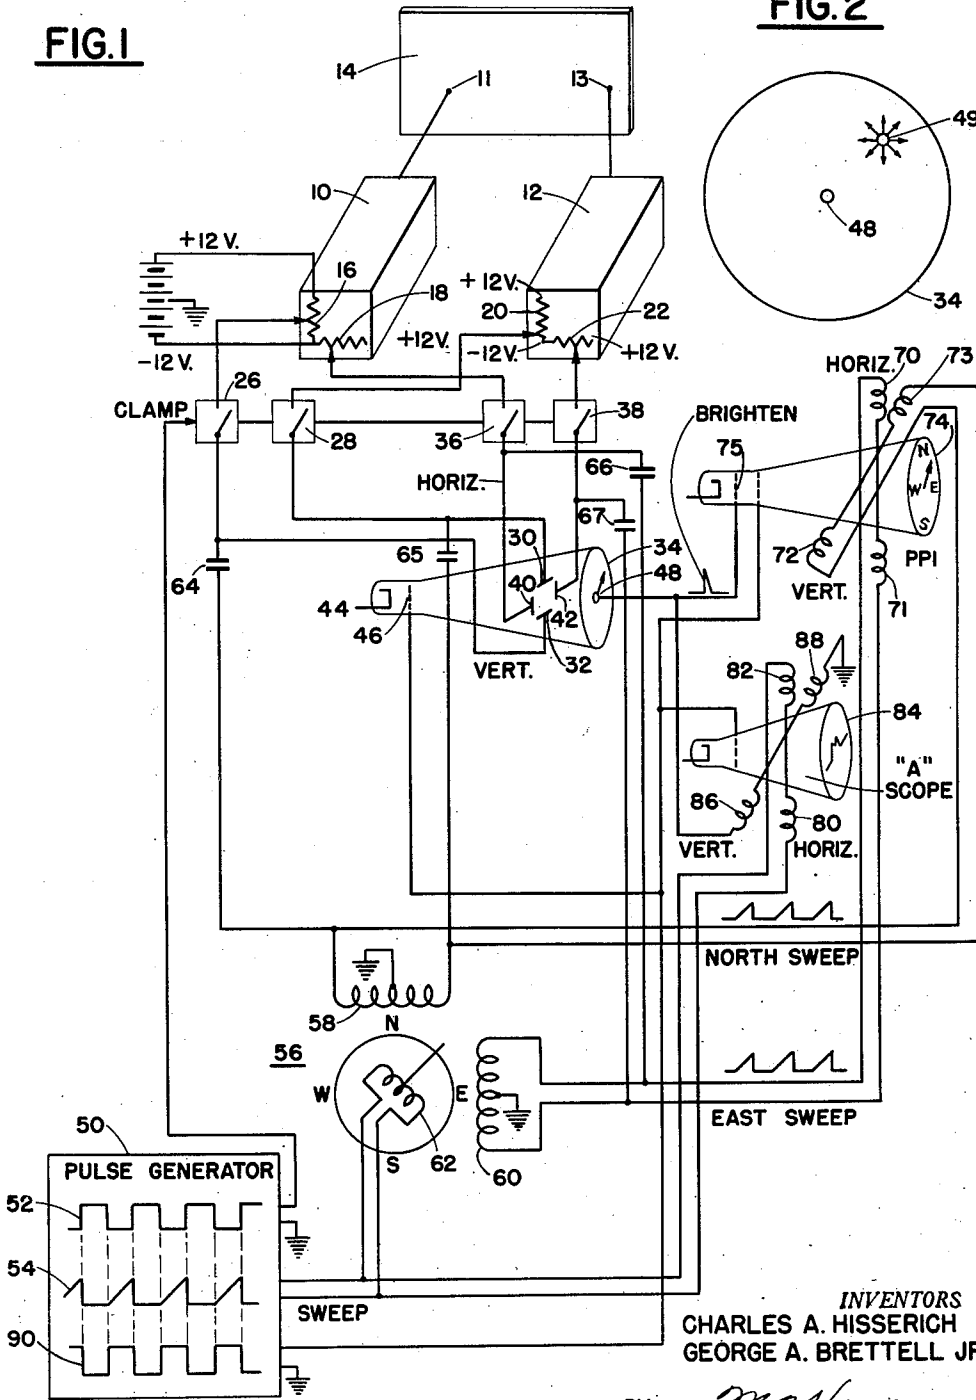 FIG.1
FIG.2
14
11
13
10
12
49
48
34
+12 V.
16
18
-12 V.
+12V.
20
22
+12V.
-12V.
+12V.
HORIZ.
70
73
CLAMP
26
28
36
38
BRIGHTEN
74
75
66
HORIZ.
67
N
W E
S
72
PPI
VERT.
71
64
65
30
34
48
40
42
44
46
32
VERT.
82
88
84
"A"
SCOPE
86
80
VERT.
HORIZ.
NORTH SWEEP
58
N
56
W
E
S
62
60
EAST SWEEP
50
PULSE GENERATOR
52
54
SWEEP
90
INVENTORS
CHARLES A. HISSERICH
GEORGE A. BRETTELL JR